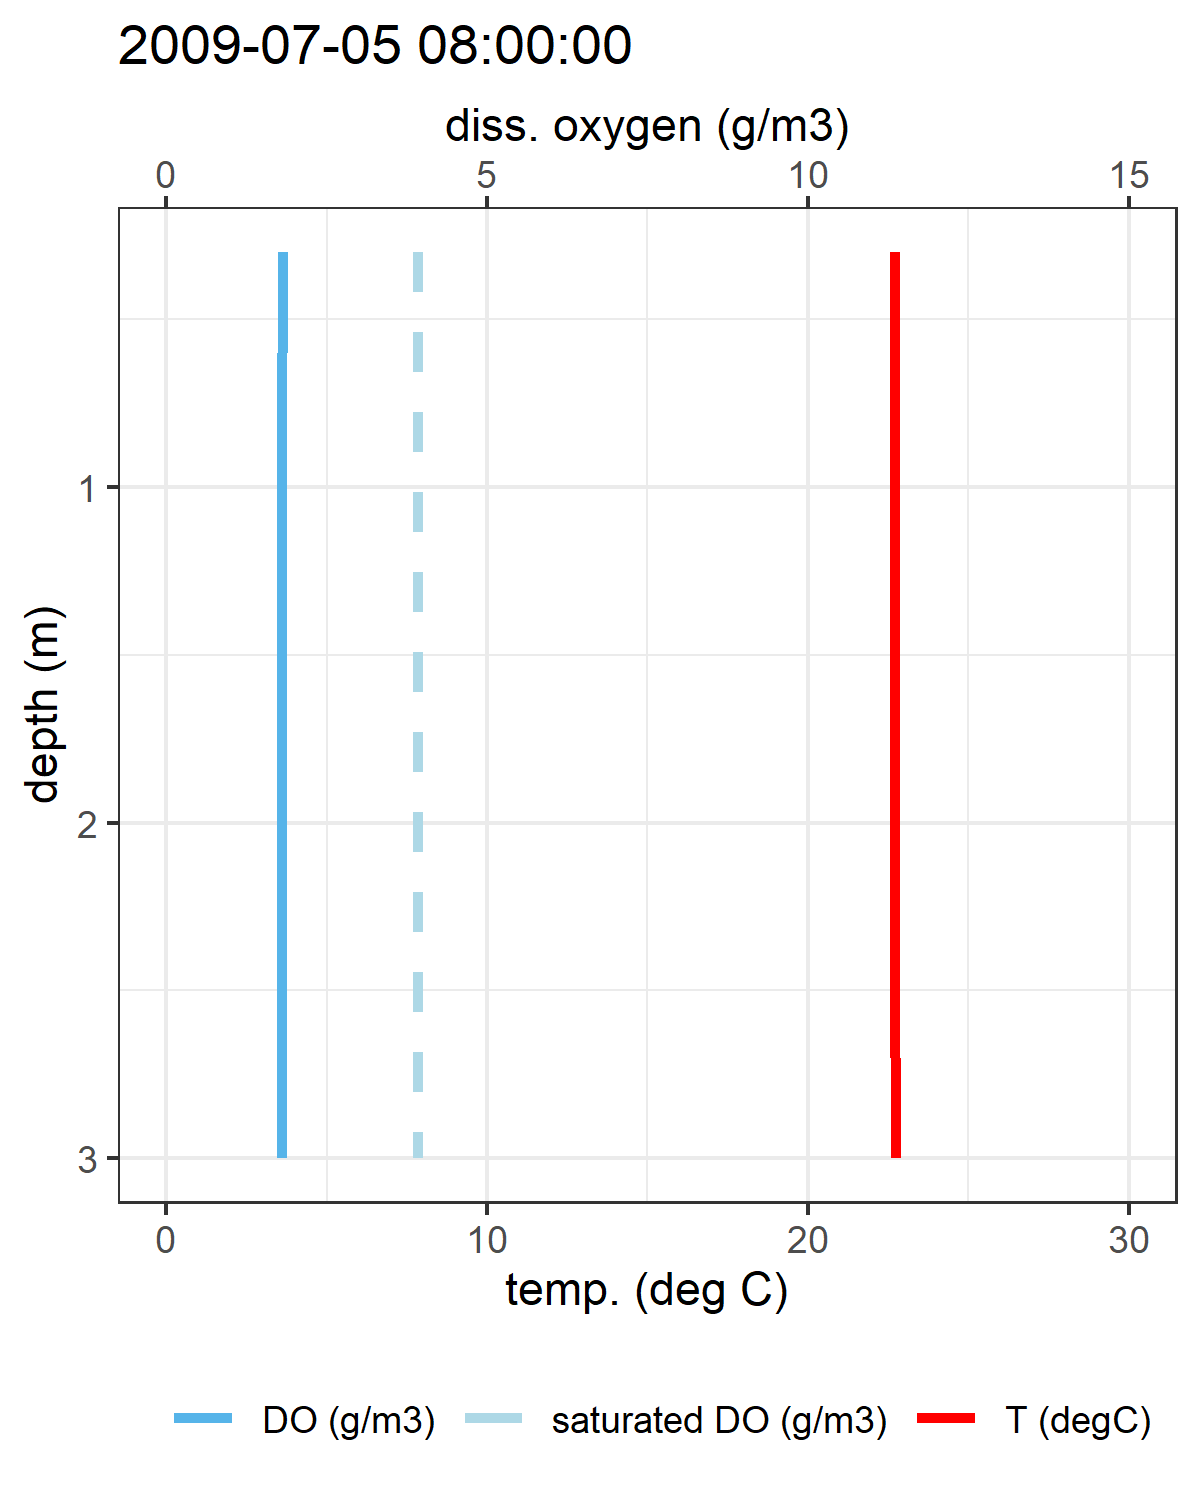 2009-07-05 08:00:00
diss. oxygen (g/m3)
0 5 10 15
depth (m)
1
2
3
0 10 20 30
temp. (deg C)
DO (g/m3) saturated DO (g/m3) T (degC)